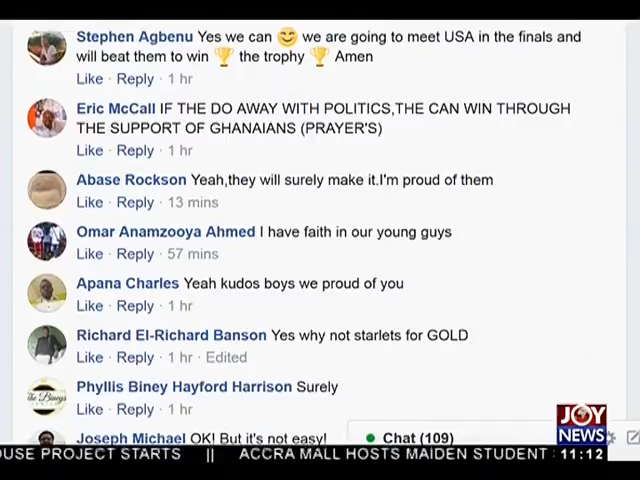 Stephen Agbenu Yes we can 😊 we are going to meet USA in the finals and
will beat them to win 🏆 the trophy 🏆 Amen
Like · Reply · 1 hr
Eric McCall IF THE DO AWAY WITH POLITICS,THE CAN WIN THROUGH
THE SUPPORT OF GHANAIANS (PRAYER'S)
Like · Reply · 1 hr
Abase Rockson Yeah,they will surely make it.I'm proud of them
Like · Reply · 13 mins
Omar Anamzooya Ahmed I have faith in our young guys
Like · Reply · 57 mins
Apana Charles Yeah kudos boys we proud of you
Like · Reply · 1 hr
Richard El-Richard Banson Yes why not starlets for GOLD
Like · Reply · 1 hr · Edited
Phyllis Biney Hayford Harrison Surely
The Bineys
Like · Reply · 1 hr
Joseph Michael OK! But it's not easy!
Chat (109)
JOY
NEWS
OUSE PROJECT STARTS || ACCRA MALL HOSTS MAIDEN STUDENT 11:12